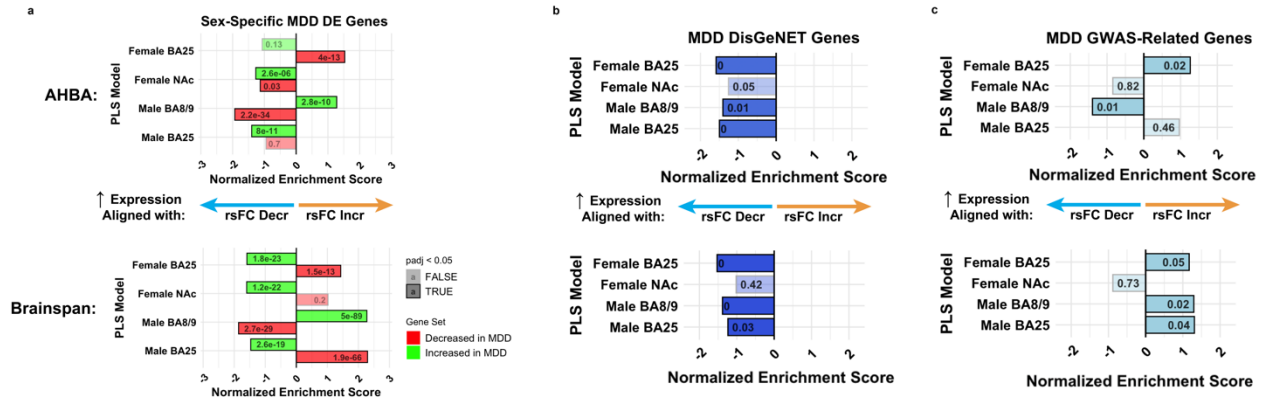 a
Sex-Specific MDD DE Genes
AHBA:
PLS Model
Female BA25
0.13
4e-13
Female NAc
2.6e-06
0.03
Male BA8/9
2.8e-10
2.2e-34
Male BA25
8e-11
0.7
-3 -2 -1 0 1 2 3
Normalized Enrichment Score
↑ Expression
Aligned with:
rsFC Decr rsFC Incr
Brainspan:
PLS Model
Female BA25
1.8e-23
1.5e-13
Female NAc
1.2e-22
0.2
Male BA8/9
5e-89
2.7e-29
Male BA25
2.6e-19
1.9e-66
-3 -2 -1 0 1 2 3
Normalized Enrichment Score
padj < 0.05
a FALSE
a TRUE
Gene Set
Decreased in MDD
Increased in MDD
b
MDD DisGeNET Genes
PLS Model
Female BA25 0
Female NAc 0.05
Male BA8/9 0.01
Male BA25 0
-2 -1 0 1 2
Normalized Enrichment Score
↑ Expression
Aligned with:
rsFC Decr rsFC Incr
PLS Model
Female BA25 0
Female NAc 0.42
Male BA8/9 0
Male BA25 0.03
-2 -1 0 1 2
Normalized Enrichment Score
c
MDD GWAS-Related Genes
PLS Model
Female BA25 0.02
Female NAc 0.82
Male BA8/9 0.01
Male BA25 0.46
-2 -1 0 1 2
Normalized Enrichment Score
↑ Expression
Aligned with:
rsFC Decr rsFC Incr
PLS Model
Female BA25 0.05
Female NAc 0.73
Male BA8/9 0.02
Male BA25 0.04
-2 -1 0 1 2
Normalized Enrichment Score